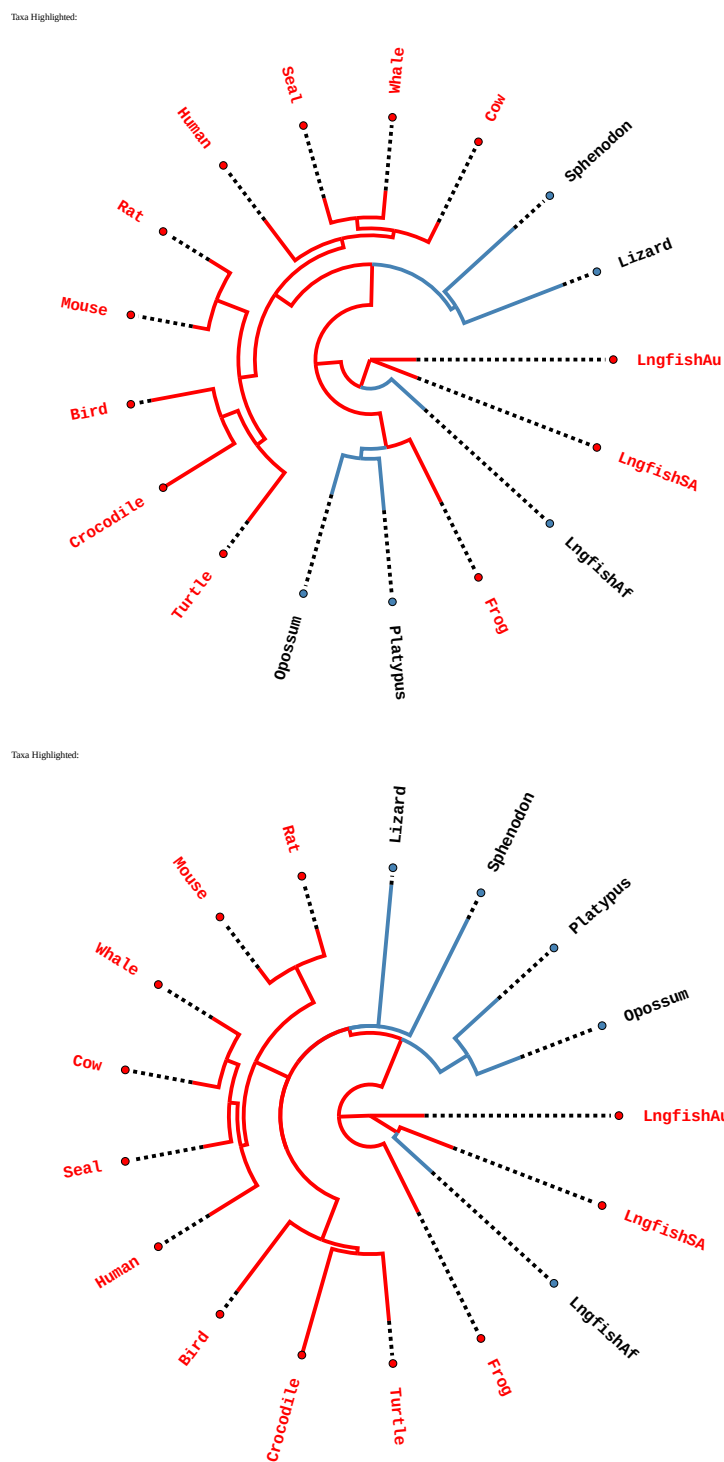 Taxa Highlighted:
Whale
Seal
Cow
Human
Sphenodon
Rat
Lizard
Mouse
LngfishAu
Bird
LngfishSA
Crocodile
LngfishAf
Turtle
Frog
Opossum
Platypus
Taxa Highlighted:
Lizard
Sphenodon
Rat
Mouse
Platypus
Whale
Opossum
Cow
LngfishAu
Seal
LngfishSA
Human
LngfishAf
Bird
Frog
Crocodile
Turtle